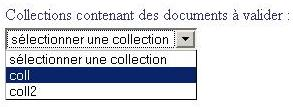 Collections contenant des documents à valider :
sélectionner une collection
sélectionner une collection
coll
coll2